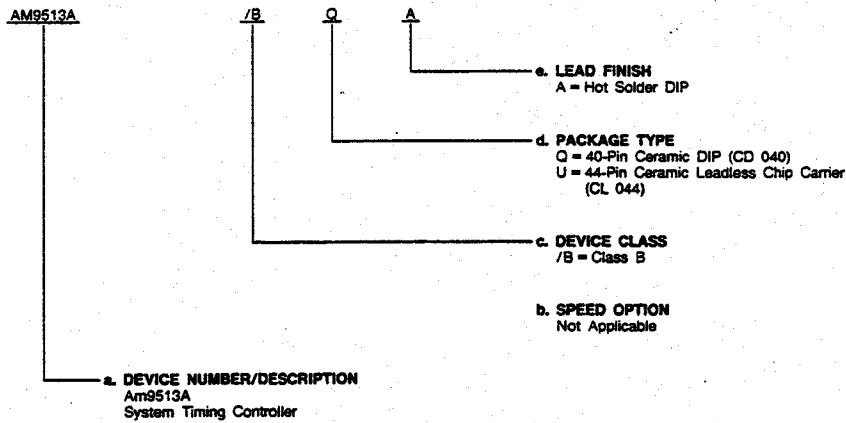 AM9513A /B Q A
e. LEAD FINISH
A = Hot Solder DIP
d. PACKAGE TYPE
Q = 40-Pin Ceramic DIP (CD 040)
U = 44-Pin Ceramic Leadless Chip Carrier
(CL 044)
c. DEVICE CLASS
/B = Class B
b. SPEED OPTION
Not Applicable
a. DEVICE NUMBER/DESCRIPTION
Am9513A
System Timing Controller